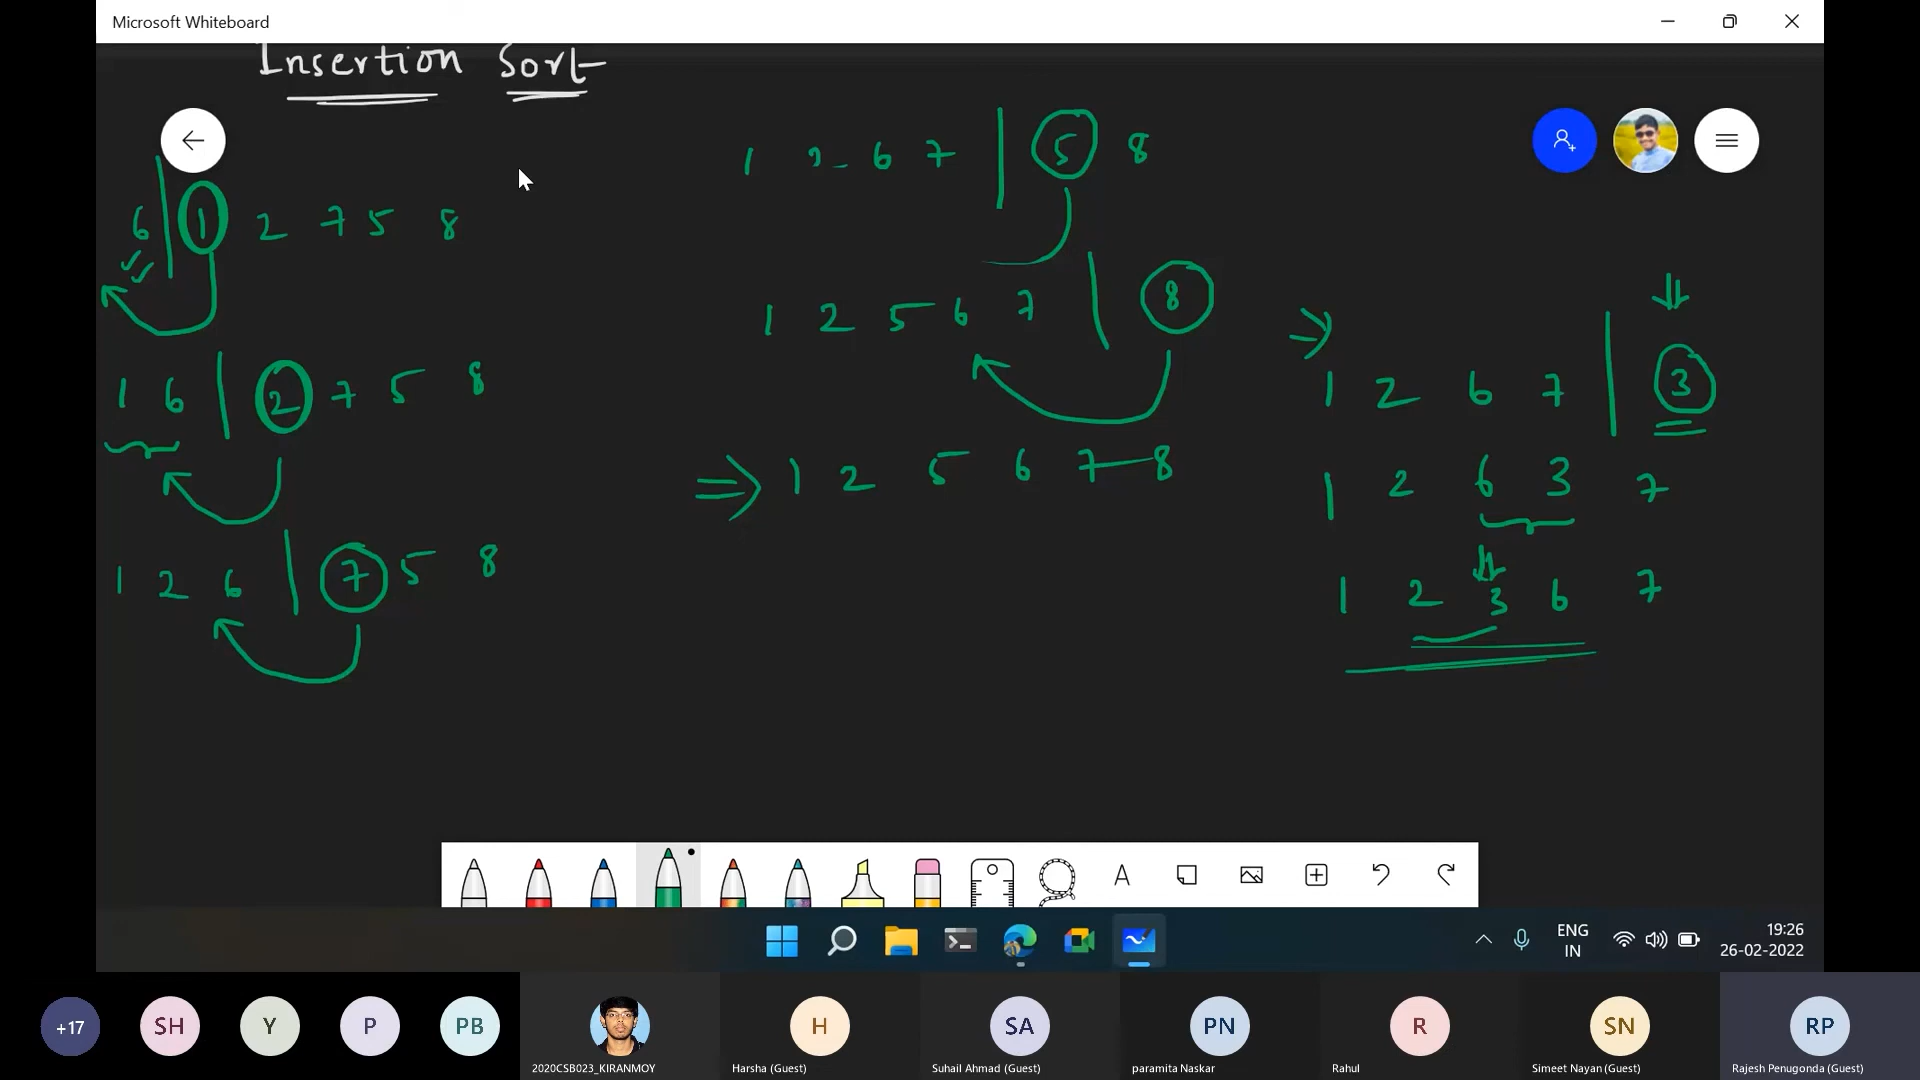 Microsoft Whiteboard
Insertion Sort
6 | 1 2 7 5 8
1 6 | 2 7 5 8
1 2 6 | 7 5 8
1 2 6 7 | 5 8
1 2 5 6 7 | 8
⇒ 1 2 5 6 7 8
⇒
1 2 6 7 | 3
1 2 6 3 7
1 2 3 6 7
A
ENG
IN
19:26
26-02-2022
+17
SH
Y
P
PB
2020CSB023_KIRANMOY
H
Harsha (Guest)
SA
Suhail Ahmad (Guest)
PN
paramita Naskar
R
Rahul
SN
Simeet Nayan (Guest)
RP
Rajesh Penugonda (Guest)